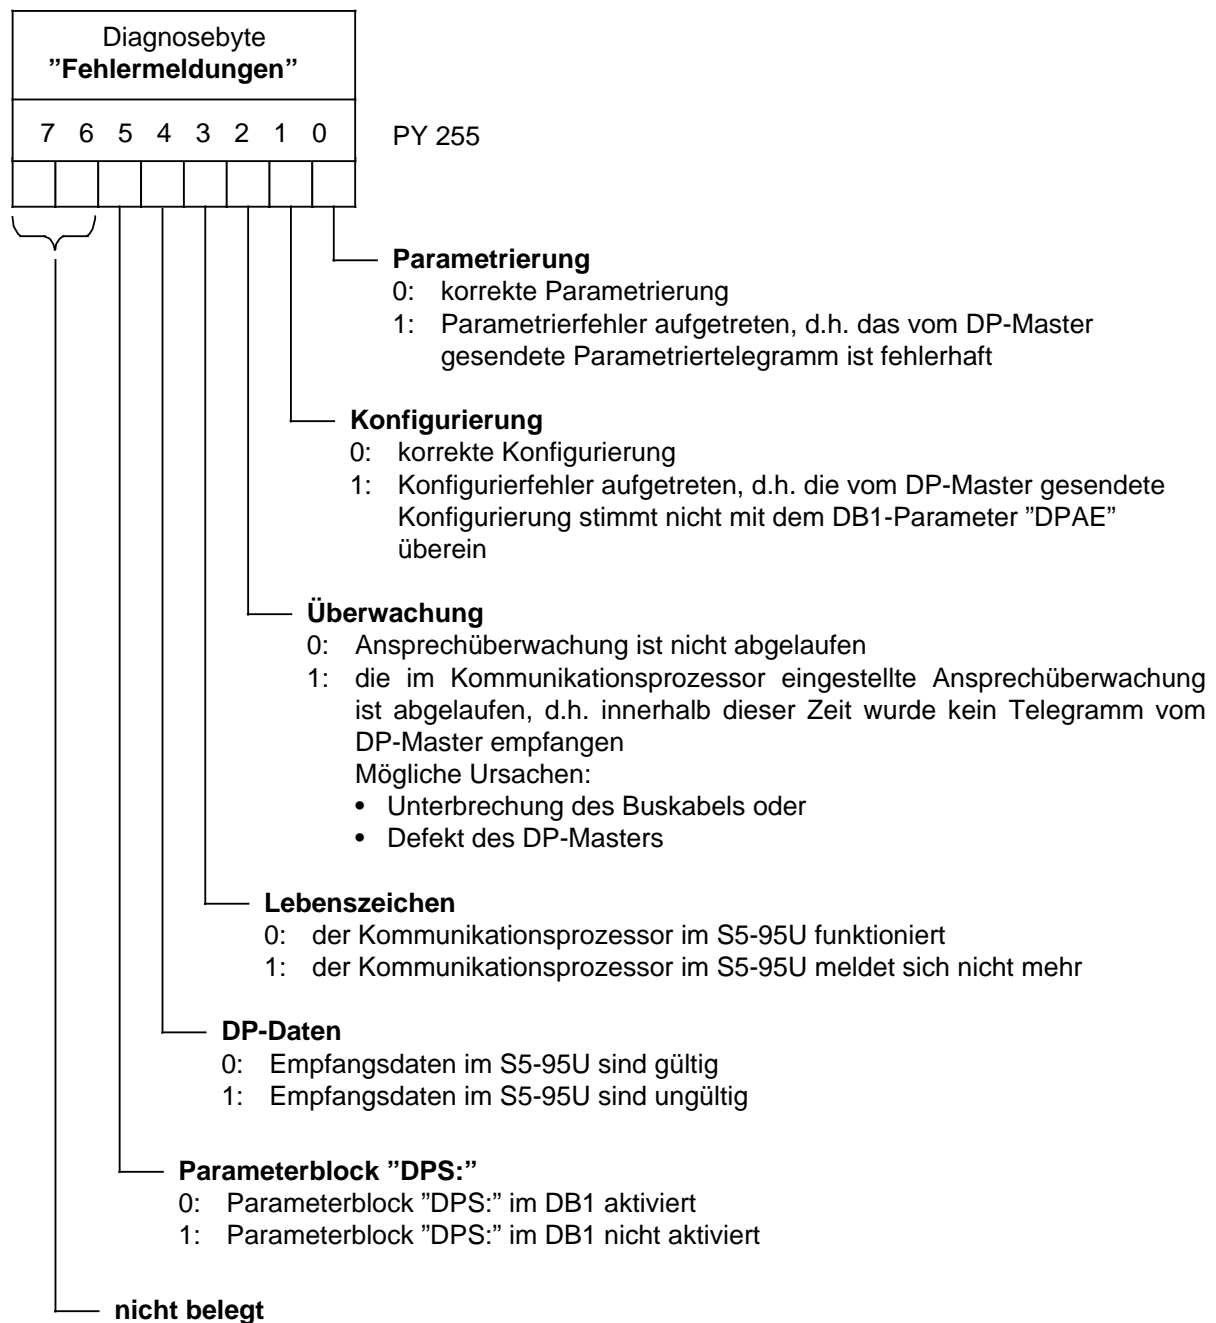 Diagnosebyte
”Fehlermeldungen”
7 6 5 4 3 2 1 0 PY 255
Parametrierung
0: korrekte Parametrierung
1: Parametrierfehler aufgetreten, d.h. das vom DP-Master
gesendete Parametriertelegramm ist fehlerhaft
Konfigurierung
0: korrekte Konfigurierung
1: Konfigurierfehler aufgetreten, d.h. die vom DP-Master gesendete
Konfigurierung stimmt nicht mit dem DB1-Parameter ”DPAE”
überein
Überwachung
0: Ansprechüberwachung ist nicht abgelaufen
1: die im Kommunikationsprozessor eingestellte Ansprechüberwachung
ist abgelaufen, d.h. innerhalb dieser Zeit wurde kein Telegramm vom
DP-Master empfangen
Mögliche Ursachen:
• Unterbrechung des Buskabels oder
• Defekt des DP-Masters
Lebenszeichen
0: der Kommunikationsprozessor im S5-95U funktioniert
1: der Kommunikationsprozessor im S5-95U meldet sich nicht mehr
DP-Daten
0: Empfangsdaten im S5-95U sind gültig
1: Empfangsdaten im S5-95U sind ungültig
Parameterblock ”DPS:”
0: Parameterblock ”DPS:” im DB1 aktiviert
1: Parameterblock ”DPS:” im DB1 nicht aktiviert
nicht belegt